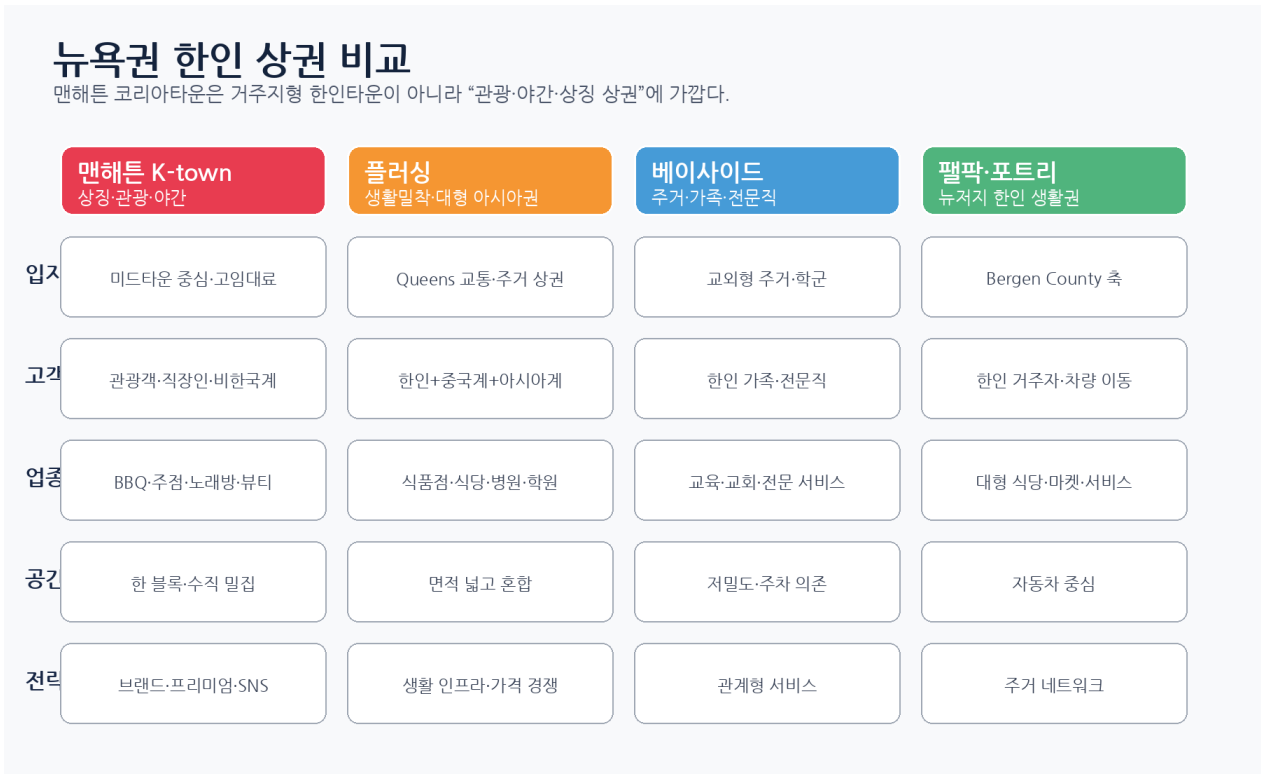 뉴욕권 한인 상권 비교
맨해튼 코리아타운은 거주지형 한인타운이 아니라 “관광·야간·상징 상권”에 가깝다.
맨해튼 K-town
상징·관광·야간
플러싱
생활밀착·대형 아시아권
베이사이드
주거·가족·전문직
팰팍·포트리
뉴저지 한인 생활권
입지
미드타운 중심·고임대료
Queens 교통·주거 상권
교외형 주거·학군
Bergen County 축
고객
관광객·직장인·비한국계
한인+중국계+아시아계
한인 가족·전문직
한인 거주자·차량 이동
업종
BBQ·주점·노래방·뷰티
식품점·식당·병원·학원
교육·교회·전문 서비스
대형 식당·마켓·서비스
공간
한 블록·수직 밀집
면적 넓고 혼합
저밀도·주차 의존
자동차 중심
전략
브랜드·프리미엄·SNS
생활 인프라·가격 경쟁
관계형 서비스
주거 네트워크